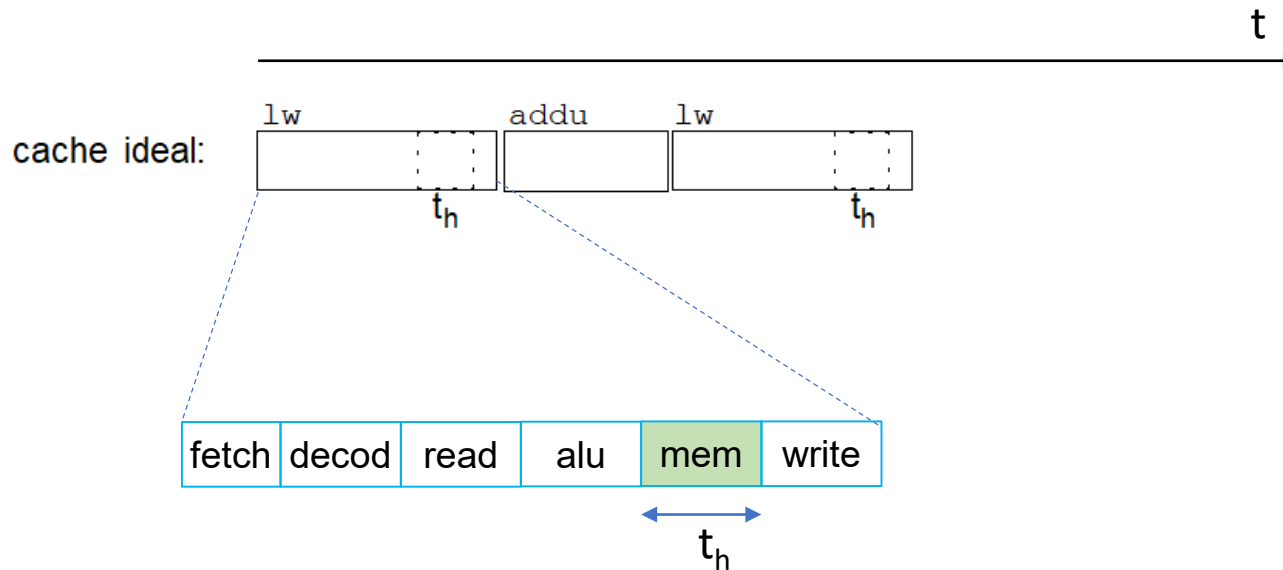 t
lw addu lw
cache ideal:
th th
fetch decod read alu mem write
th